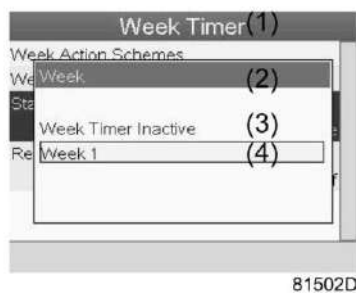 Week Timer(1)
Week Action Schemes
We
Week (2)
Sta
Week Timer Inactive (3)
e
Re
Week 1 (4)
f
81502D